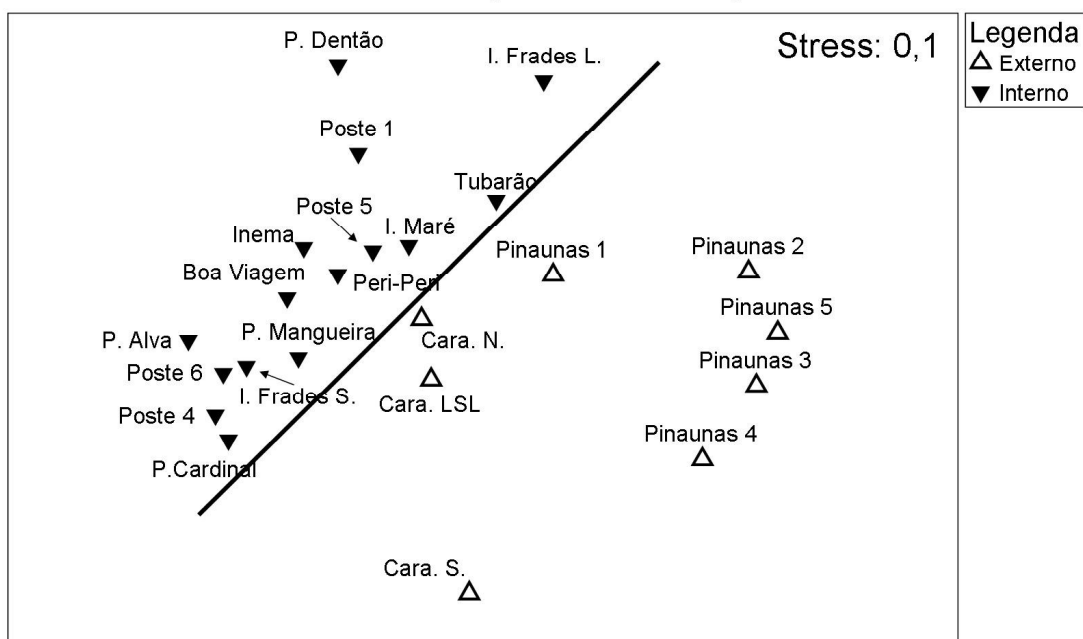 P. Dentão
I. Frades L.
Stress: 0,1
Legenda
Externo
Interno
Poste 1
Tubarão
Poste 5
I. Maré
Inema
Pinaunas 1
Pinaunas 2
Boa Viagem
Peri-Peri
Pinaunas 5
P. Alva
P. Mangueira
Cara. N.
Pinaunas 3
Poste 6
I. Frades S.
Cara. LSL
Poste 4
Pinaunas 4
P.Cardinal
Cara. S.